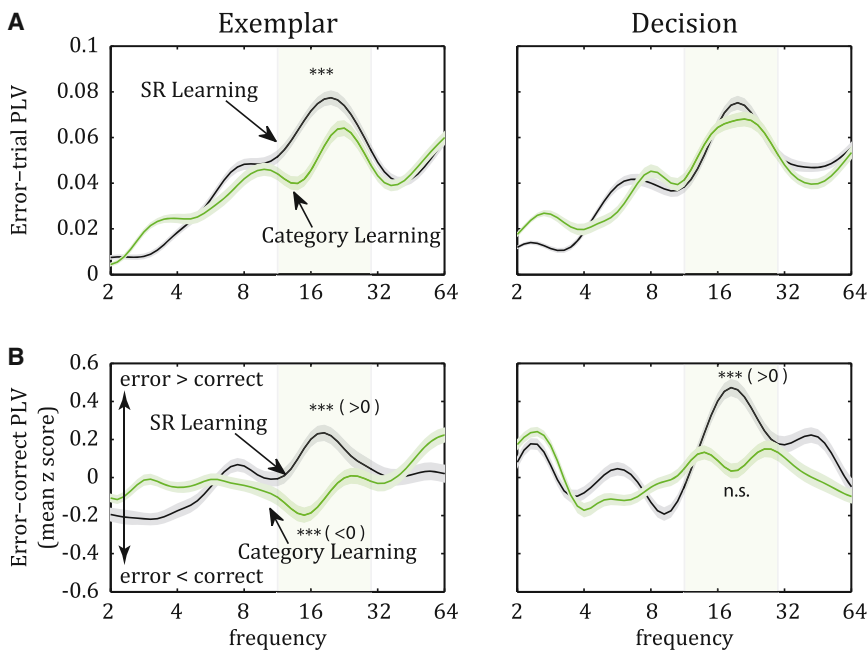 A
Exemplar
Decision
Error-trial PLV
0.1
0.08
0.06
0.04
0.02
0
SR Learning
***
Category Learning
2 4 8 16 32 64
frequency
2 4 8 16 32 64
frequency
B
Error-correct PLV
(mean z score)
0.6
0.4
0.2
0
-0.2
-0.4
-0.6
error > correct
SR Learning
*** ( >0 )
*** ( <0 )
Category Learning
error < correct
2 4 8 16 32 64
frequency
*** ( >0 )
n.s.
2 4 8 16 32 64
frequency